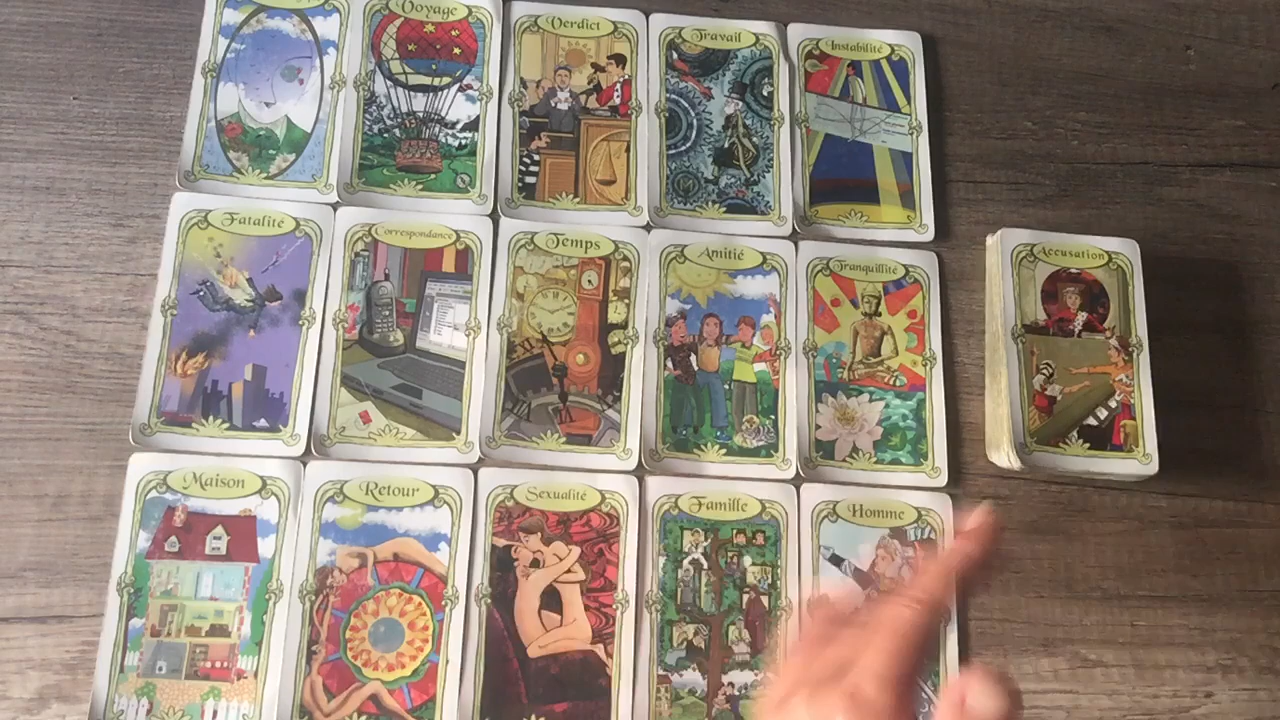 Voyage
Verdict
Travail
Instabilité
Fatalité
Correspondance
Temps
Amitié
Tranquillité
Accusation
Maison
Retour
Sexualité
Famille
Homme